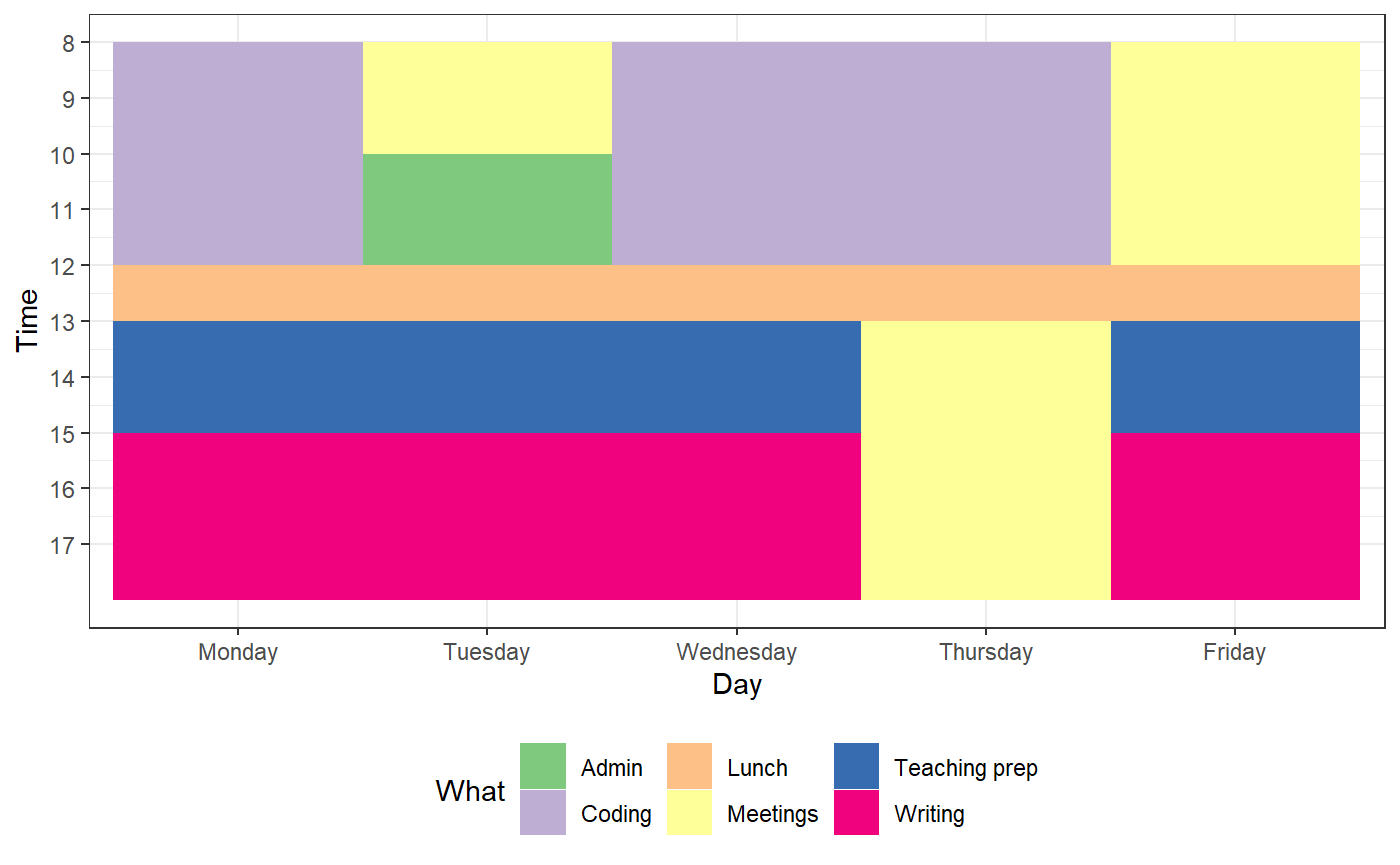 8
9
10
11
12
13
14
15
16
17
Time
Monday Tuesday Wednesday Thursday Friday
Day
What
Admin Lunch Teaching prep
Coding Meetings Writing